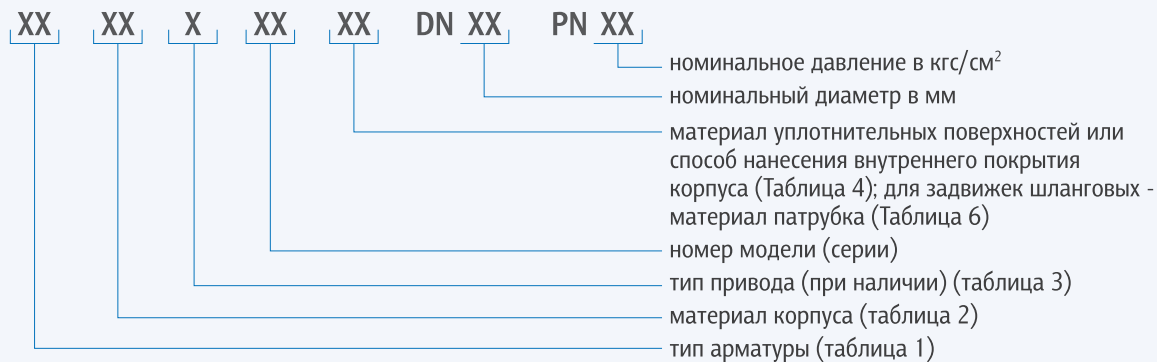 XX XX X XX XX DN XX PN XX
номинальное давление в кгс/см²
номинальный диаметр в мм
материал уплотнительных поверхностей или
способ нанесения внутреннего покрытия
корпуса (Таблица 4); для задвижек шланговых -
материал патрубка (Таблица 6)
номер модели (серии)
тип привода (при наличии) (таблица 3)
материал корпуса (таблица 2)
тип арматуры (таблица 1)